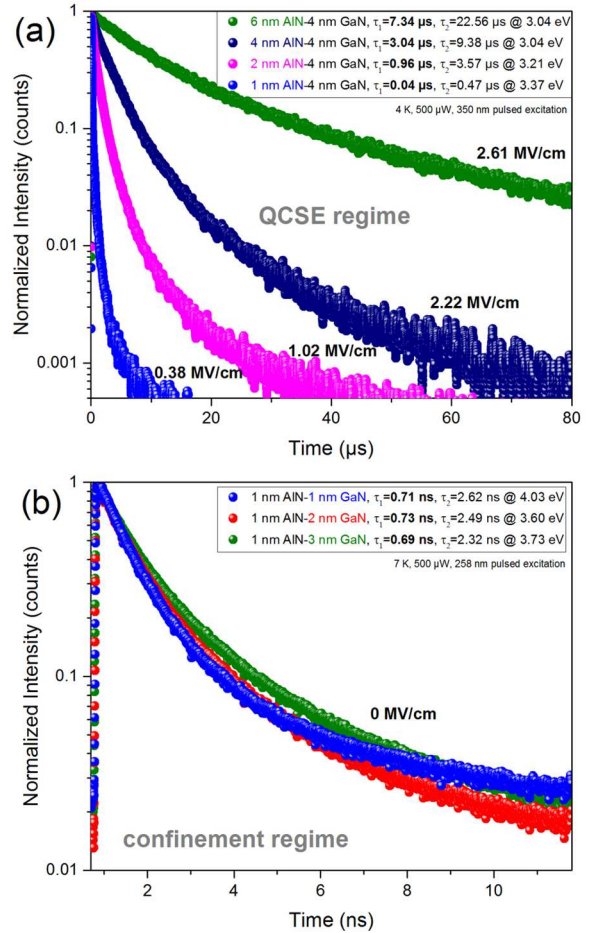 (a)
6 nm AlN-4 nm GaN, τ1=7.34 µs, τ2=22.56 µs @ 3.04 eV
4 nm AlN-4 nm GaN, τ1=3.04 µs, τ2=9.38 µs @ 3.04 eV
2 nm AlN-4 nm GaN, τ1=0.96 µs, τ2=3.57 µs @ 3.21 eV
1 nm AlN-4 nm GaN, τ1=0.04 µs, τ2=0.47 µs @ 3.37 eV
4 K, 500 µW, 350 nm pulsed excitation
Normalized Intensity (counts)
1
0.1
0.01
0.001
2.61 MV/cm
QCSE regime
2.22 MV/cm
1.02 MV/cm
0.38 MV/cm
0 20 40 60 80
Time (µs)
(b)
1 nm AlN-1 nm GaN, τ1=0.71 ns, τ2=2.62 ns @ 4.03 eV
1 nm AlN-2 nm GaN, τ1=0.73 ns, τ2=2.49 ns @ 3.60 eV
1 nm AlN-3 nm GaN, τ1=0.69 ns, τ2=2.32 ns @ 3.73 eV
7 K, 500 µW, 258 nm pulsed excitation
Normalized Intensity (counts)
1
0.1
0.01
0 MV/cm
confinement regime
2 4 6 8 10
Time (ns)